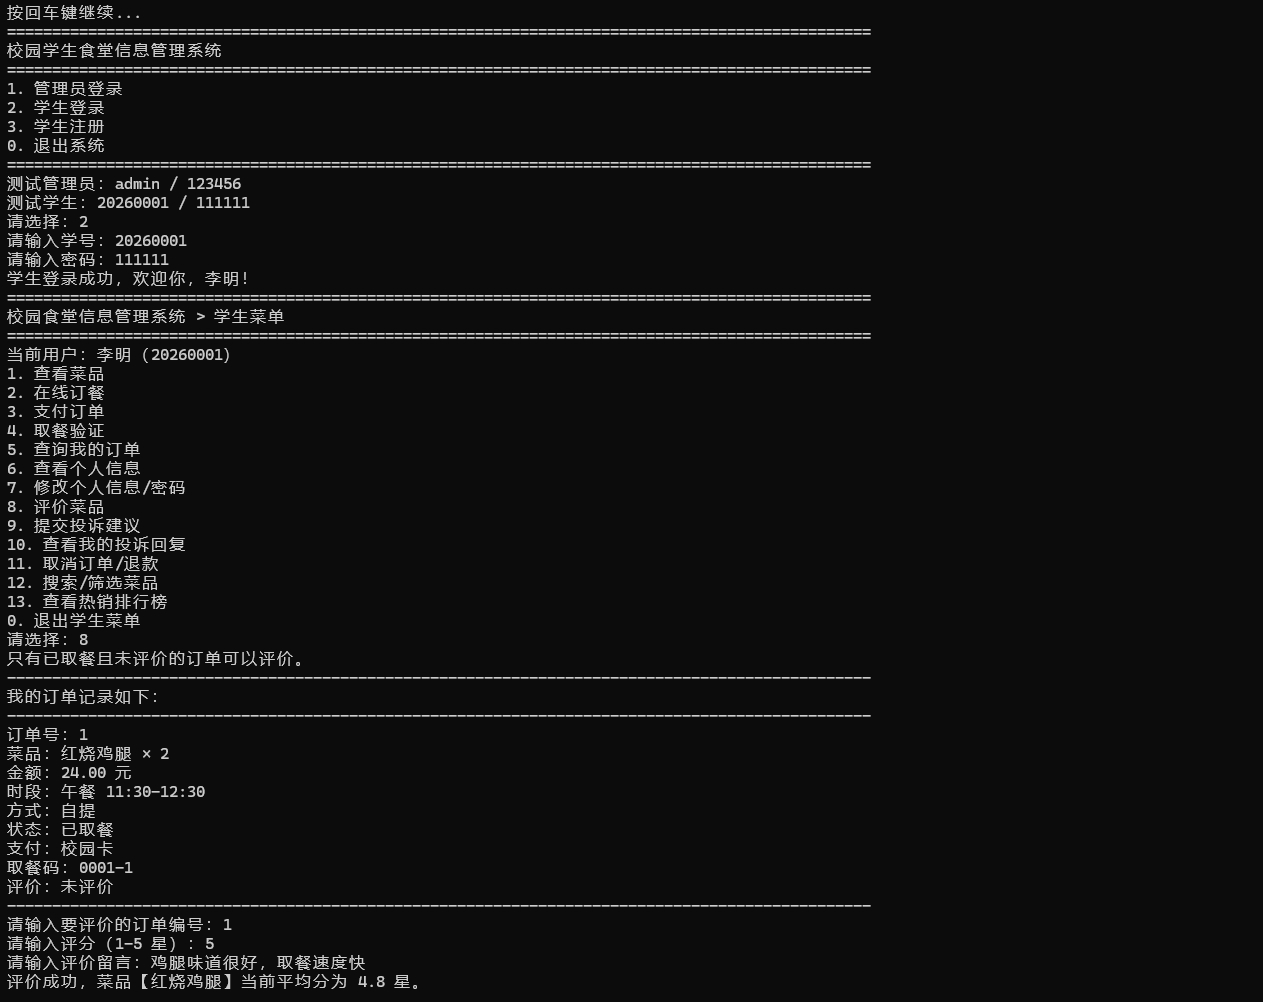 按回车键继续...
================================================================================================
校园学生食堂信息管理系统
================================================================================================
1. 管理员登录
2. 学生登录
3. 学生注册
0. 退出系统
================================================================================================
测试管理员: admin / 123456
测试学生: 20260001 / 111111
请选择: 2
请输入学号: 20260001
请输入密码: 111111
学生登录成功, 欢迎你, 李明!
================================================================================================
校园食堂信息管理系统 > 学生菜单
================================================================================================
当前用户: 李明 (20260001)
1. 查看菜品
2. 在线订餐
3. 支付订单
4. 取餐验证
5. 查询我的订单
6. 查看个人信息
7. 修改个人信息/密码
8. 评价菜品
9. 提交投诉建议
10. 查看我的投诉回复
11. 取消订单/退款
12. 搜索/筛选菜品
13. 查看热销排行榜
0. 退出学生菜单
请选择: 8
只有已取餐且未评价的订单可以评价。
------------------------------------------------------------------------------------------------
我的订单记录如下:
------------------------------------------------------------------------------------------------
订单号: 1
菜品: 红烧鸡腿 × 2
金额: 24.00 元
时段: 午餐 11:30-12:30
方式: 自提
状态: 已取餐
支付: 校园卡
取餐码: 0001-1
评价: 未评价
------------------------------------------------------------------------------------------------
请输入要评价的订单编号: 1
请输入评分 (1-5 星) : 5
请输入评价留言: 鸡腿味道很好, 取餐速度快
评价成功, 菜品【红烧鸡腿】当前平均分为 4.8 星。